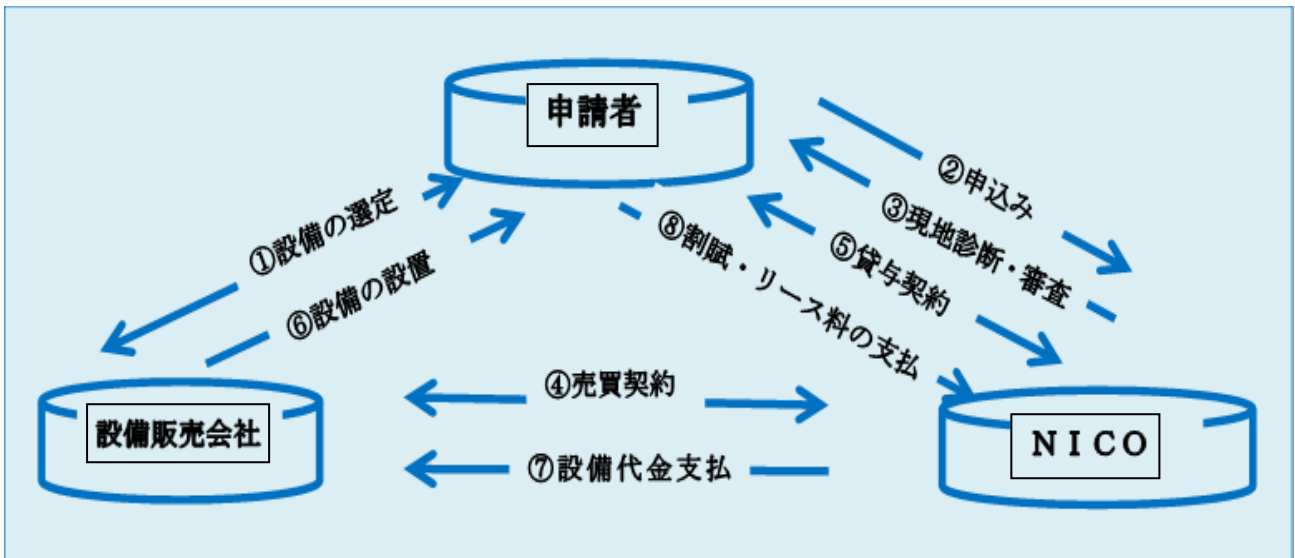 申請者
②申込み
③現地診断・審査
⑤貸与契約
⑧割賦・リース料の支払
①設備の選定
⑥設備の設置
④売買契約
設備販売会社
ＮＩＣＯ
⑦設備代金支払